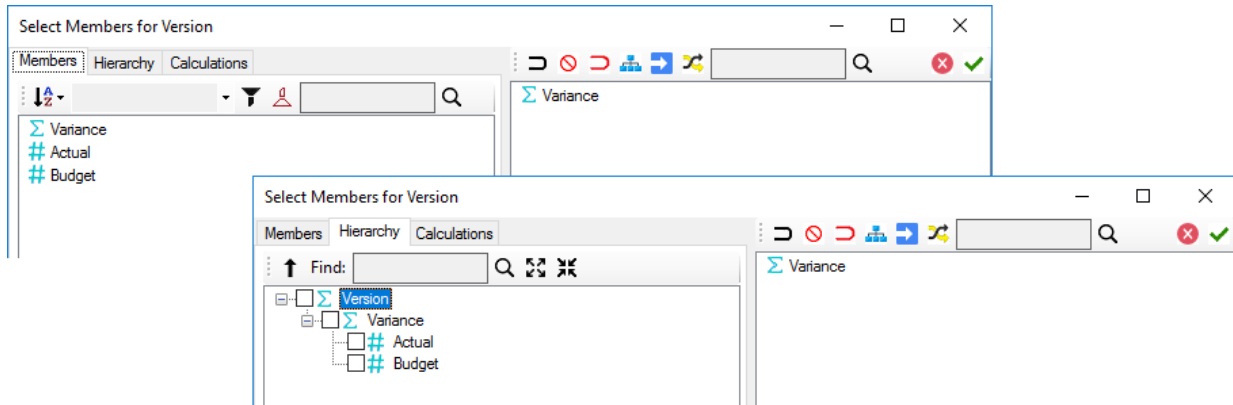 Select Members for Version
Members Hierarchy Calculations
Σ Variance
Σ Variance
# Actual
# Budget
Select Members for Version
Members Hierarchy Calculations
Find:
Σ Variance
Σ Version
Σ Variance
# Actual
# Budget